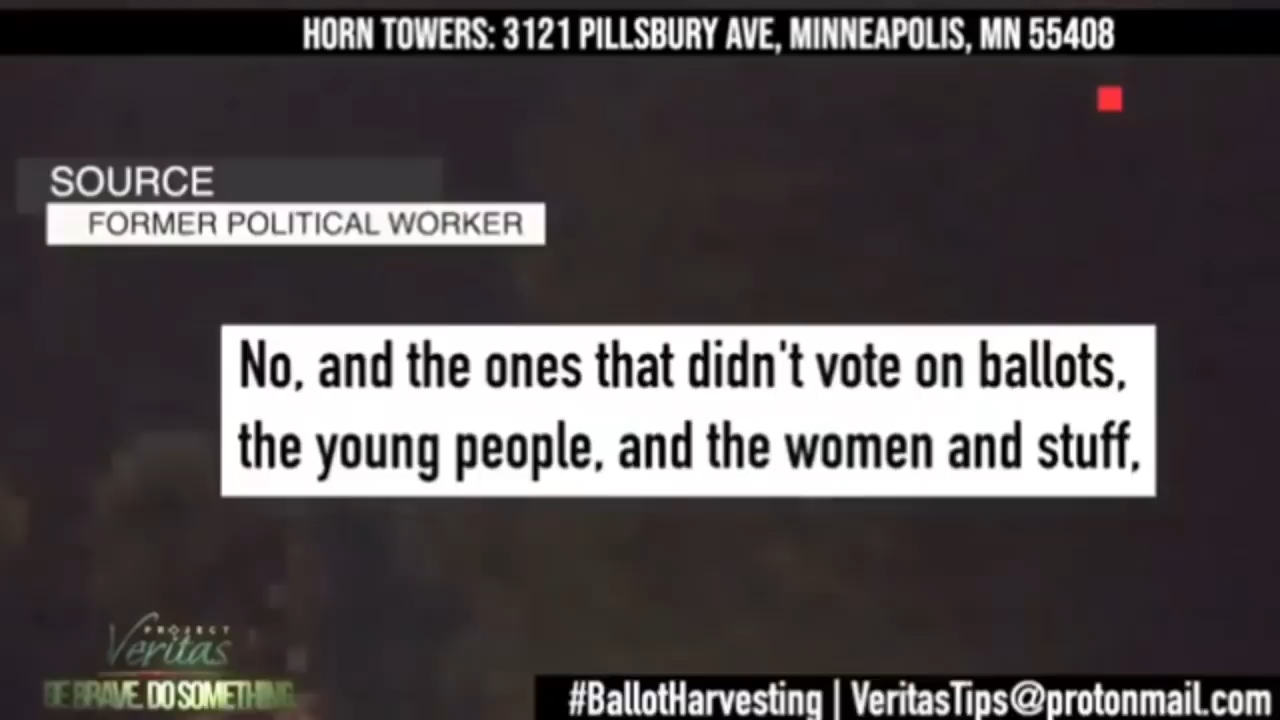 HORN TOWERS: 3121 PILLSBURY AVE, MINNEAPOLIS, MN 55408
SOURCE
FORMER POLITICAL WORKER
No, and the ones that didn't vote on ballots,
the young people, and the women and stuff,
PROJECT
Veritas
BE BRAVE. DO SOMETHING.
#BallotHarvesting | VeritasTips@protonmail.com